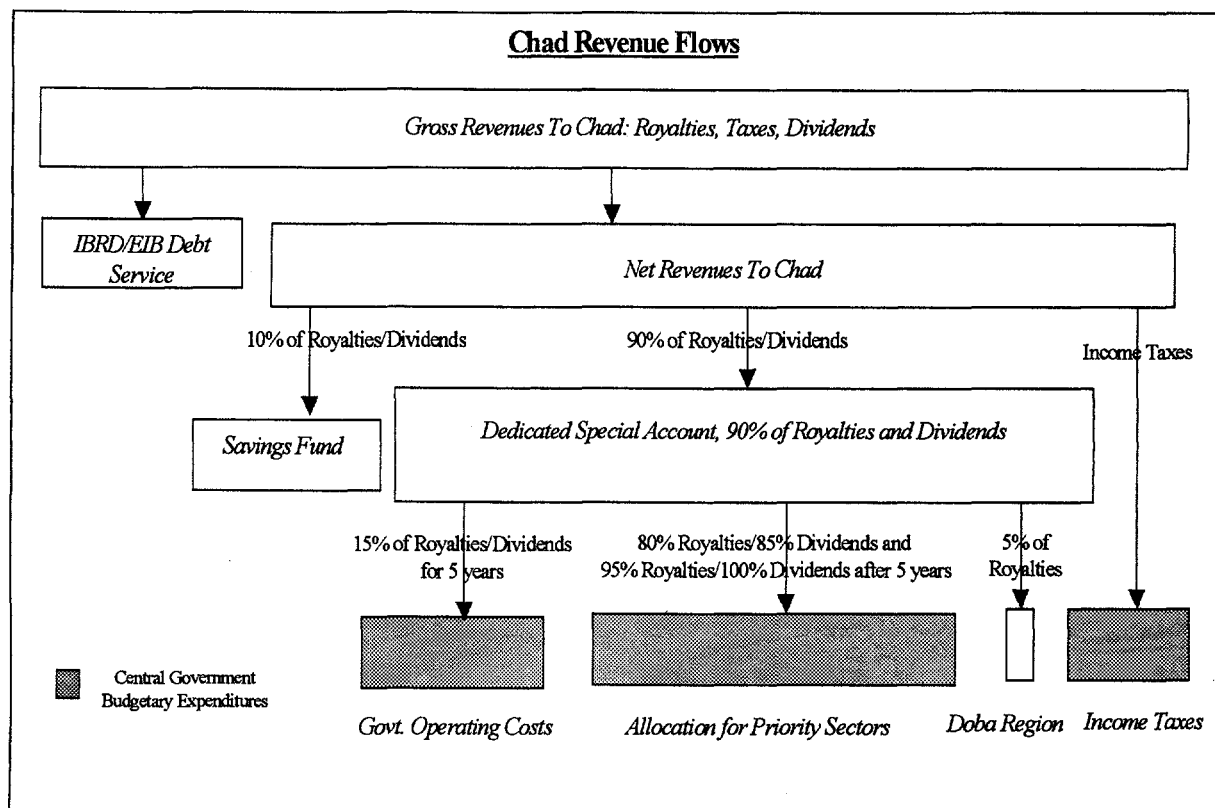 Chad Revenue Flows
Gross Revenues To Chad: Royalties, Taxes, Dividends
IBRD/EIB Debt
Service
Net Revenues To Chad
10% of Royalties/Dividends
90% of Royalties/Dividends
Income Taxes
Savings Fund
Dedicated Special Account, 90% of Royalties and Dividends
15% of Royalties/Dividends
for 5 years
80% Royalties/85% Dividends and
95% Royalties/100% Dividends after 5 years
5% of
Royalties
Central Government
Budgetary Expenditures
Govt. Operating Costs
Allocation for Priority Sectors
Doba Region
Income Taxes